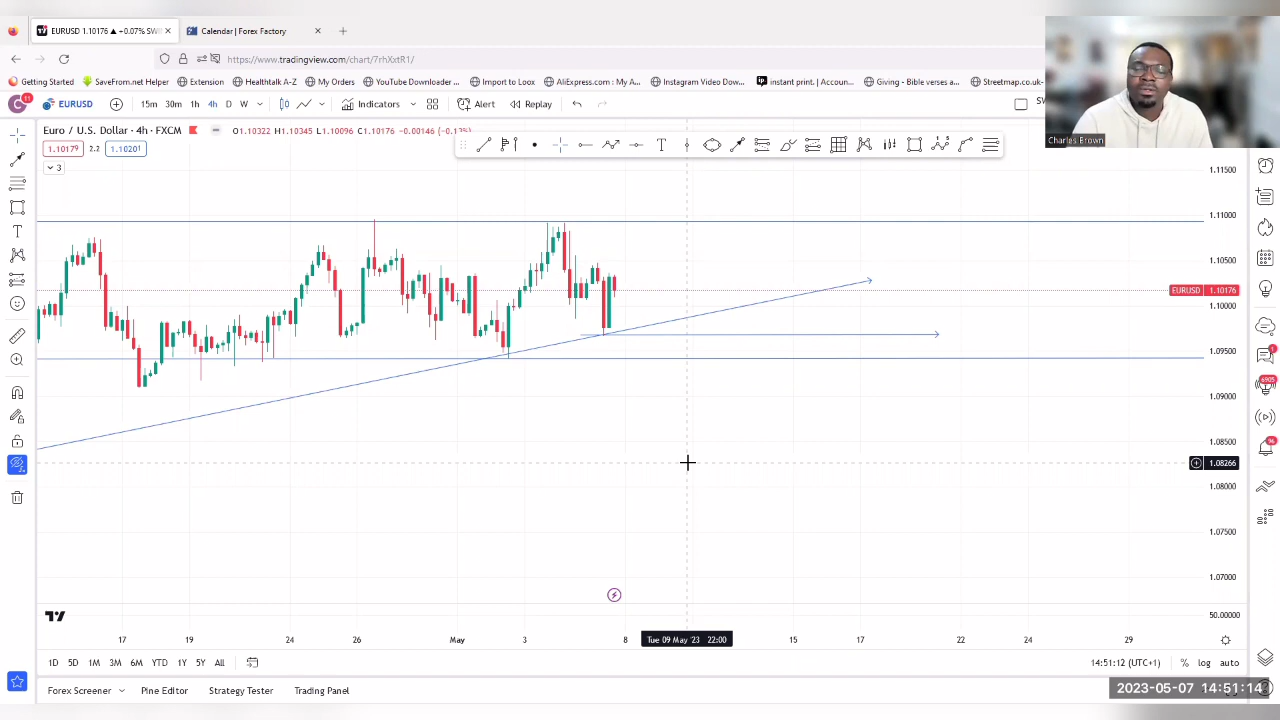 EURUSD 1.10176 ▲ +0.07% SWI
Calendar | Forex Factory
https://www.tradingview.com/chart/7rhXxtR1/
Getting Started
SaveFrom.net Helper
Extension
Healthtalk A-Z
My Orders
YouTube Downloader
Import to Loox
AliExpress.com : My A...
Instagram Video Dow...
instant print. | Accoun...
Giving - Bible verses a...
Streetmap.co.uk-
C 11
EURUSD
15m 30m 1h 4h D W
Indicators
Alert
Replay
SW
Charles Brown
Euro / U.S. Dollar · 4h · FXCM
O1.10322 H1.10345 L1.10096 C1.10176 −0.00146 (−0.13%)
1.10179 2.2 1.10201
3
1.11500
1.11000
1.10500
EURUSD 1.10176
1.10000
1.09500
1.09000
1.08500
1.08266
1.08000
1.07500
1.07000
50.00000
3
6905
96
17 19 24 26 May 3 8 Tue 09 May '23 22:00 15 17 22 24 29
1D 5D 1M 3M 6M YTD 1Y 5Y All
14:51:12 (UTC+1) % log auto
Forex Screener
Pine Editor
Strategy Tester
Trading Panel
2023-05-07 14:51:14